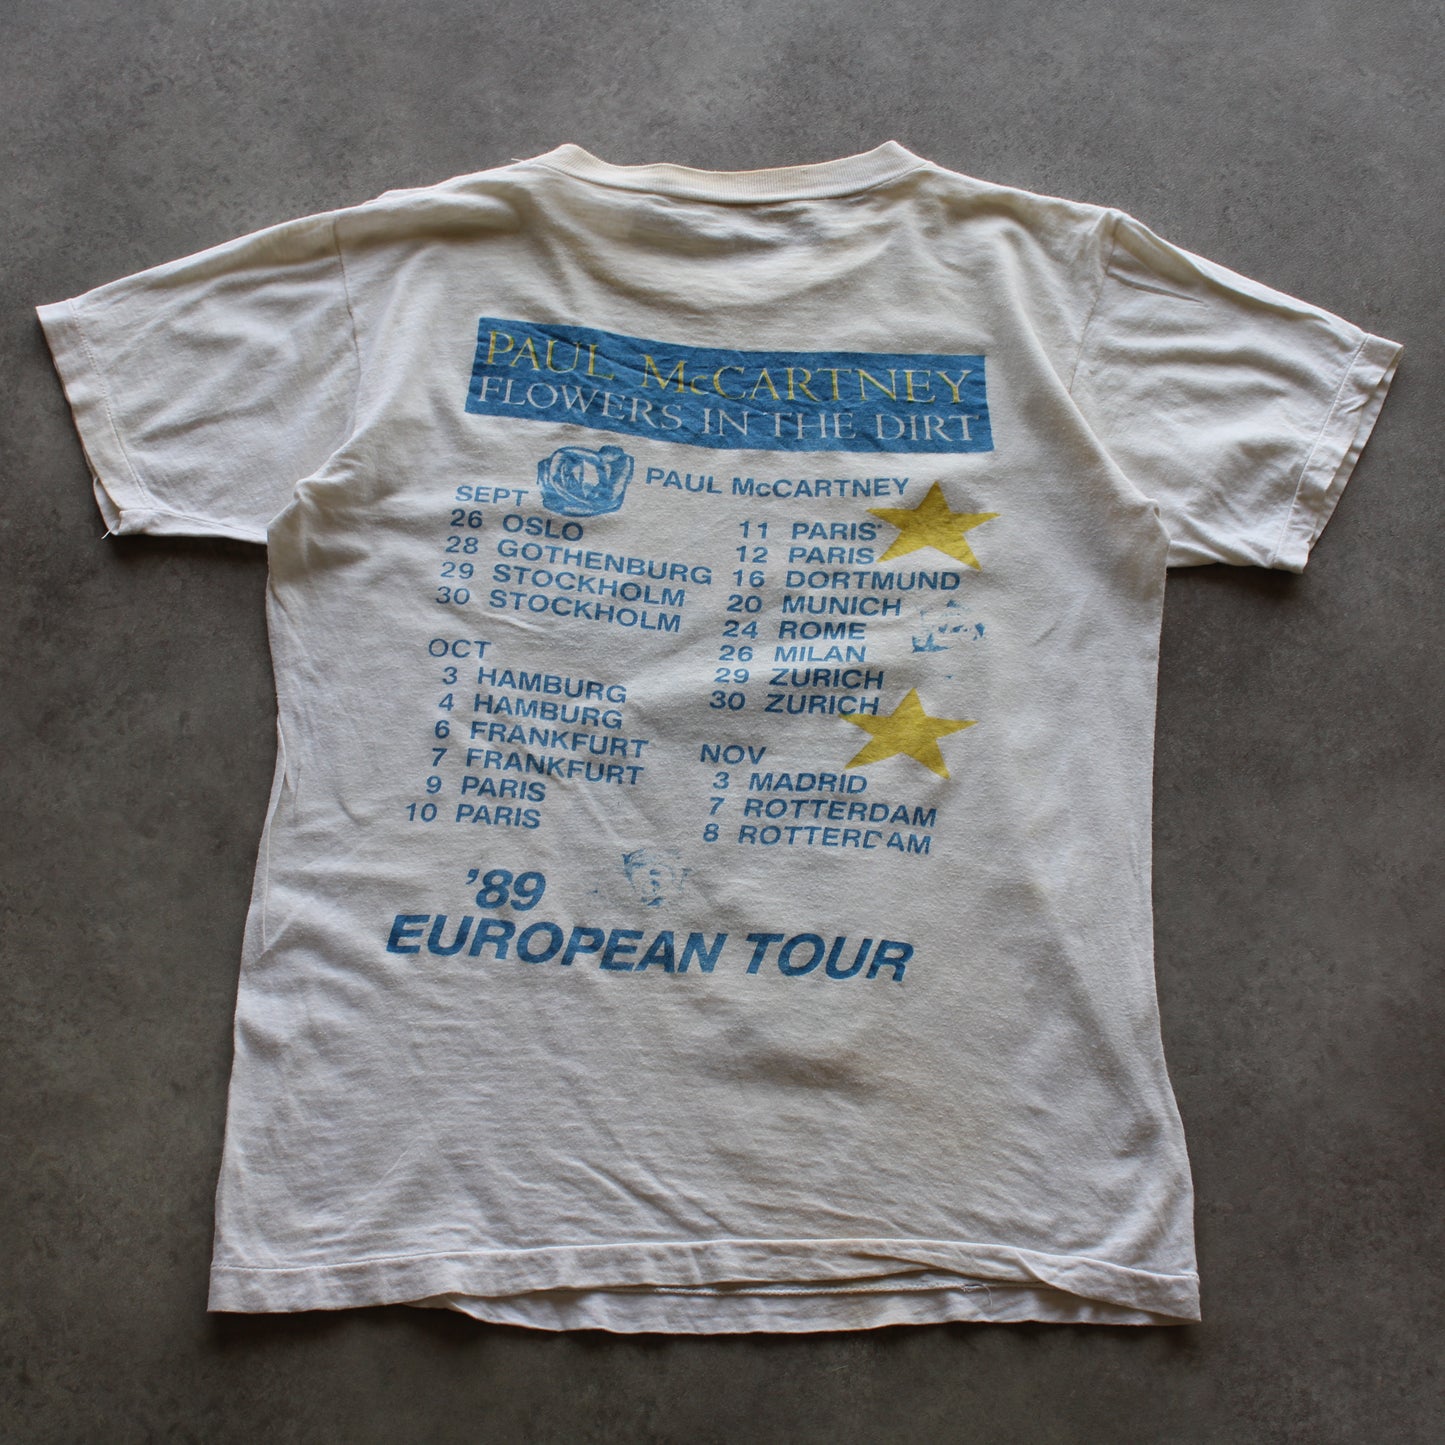 PAUL McCARTNEY
FLOWERS IN THE DIRT
PAUL McCARTNEY
SEPT
26 OSLO
28 GOTHENBURG
29 STOCKHOLM
30 STOCKHOLM
OCT
3 HAMBURG
4 HAMBURG
6 FRANKFURT
7 FRANKFURT
9 PARIS
10 PARIS
11 PARIS
12 PARIS
16 DORTMUND
20 MUNICH
24 ROME
26 MILAN
29 ZURICH
30 ZURICH
NOV
3 MADRID
7 ROTTERDAM
8 ROTTERDAM
'89
EUROPEAN TOUR